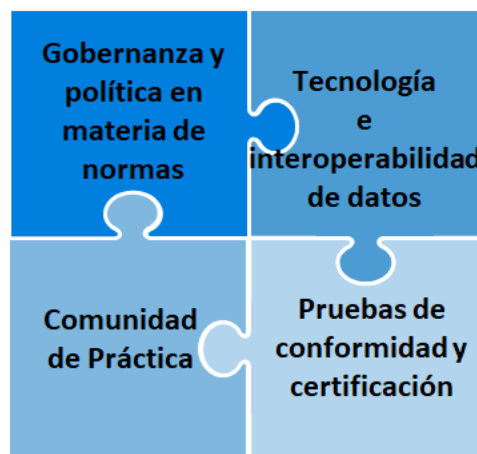 Gobernanza y
política en
materia de
normas
Tecnología
e
interoperabilidad
de datos
Comunidad
de Práctica
Pruebas de
conformidad y
certificación